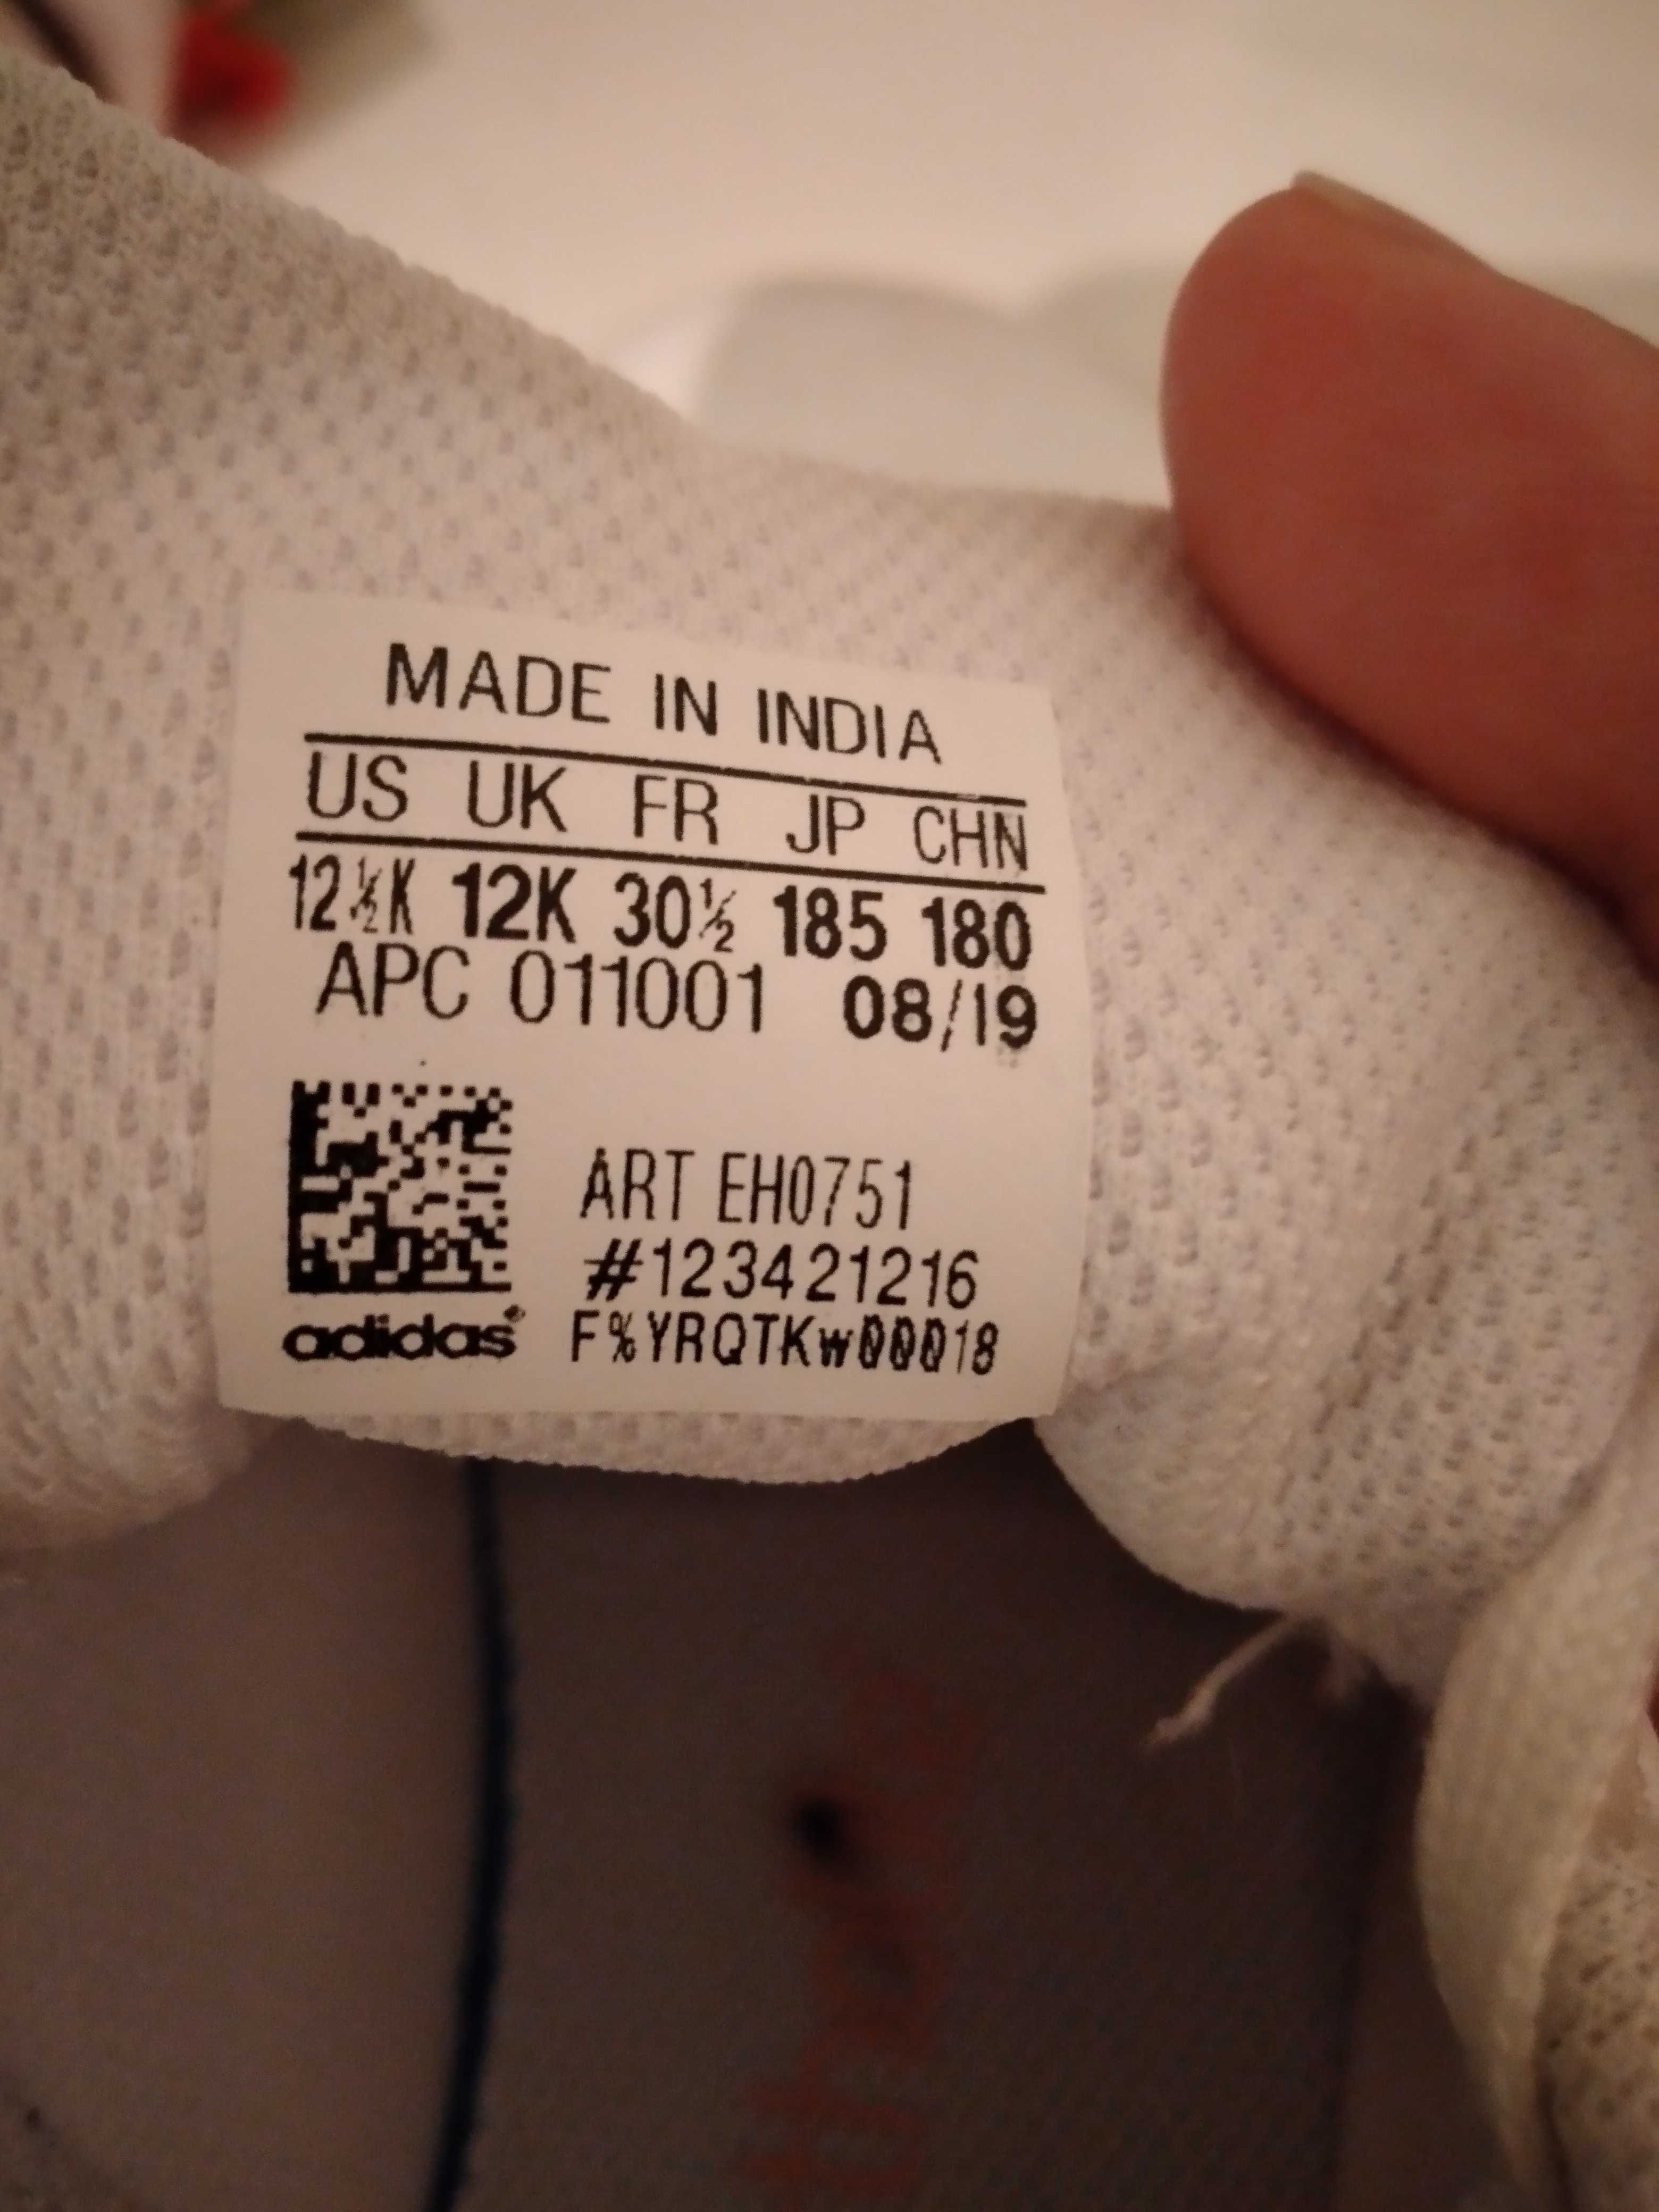 MADE IN INDIA
US UK FR JP CHN
12½K 12K 30½ 185 180
APC 011001 08/19
ART EH0751
#123421216
adidas F%YRQTKw00018